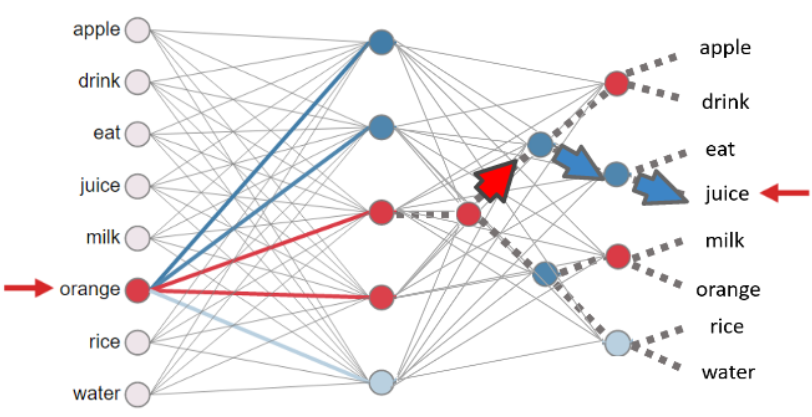 apple
drink
eat
juice
milk
orange
rice
water
apple
drink
eat
juice
milk
orange
rice
water